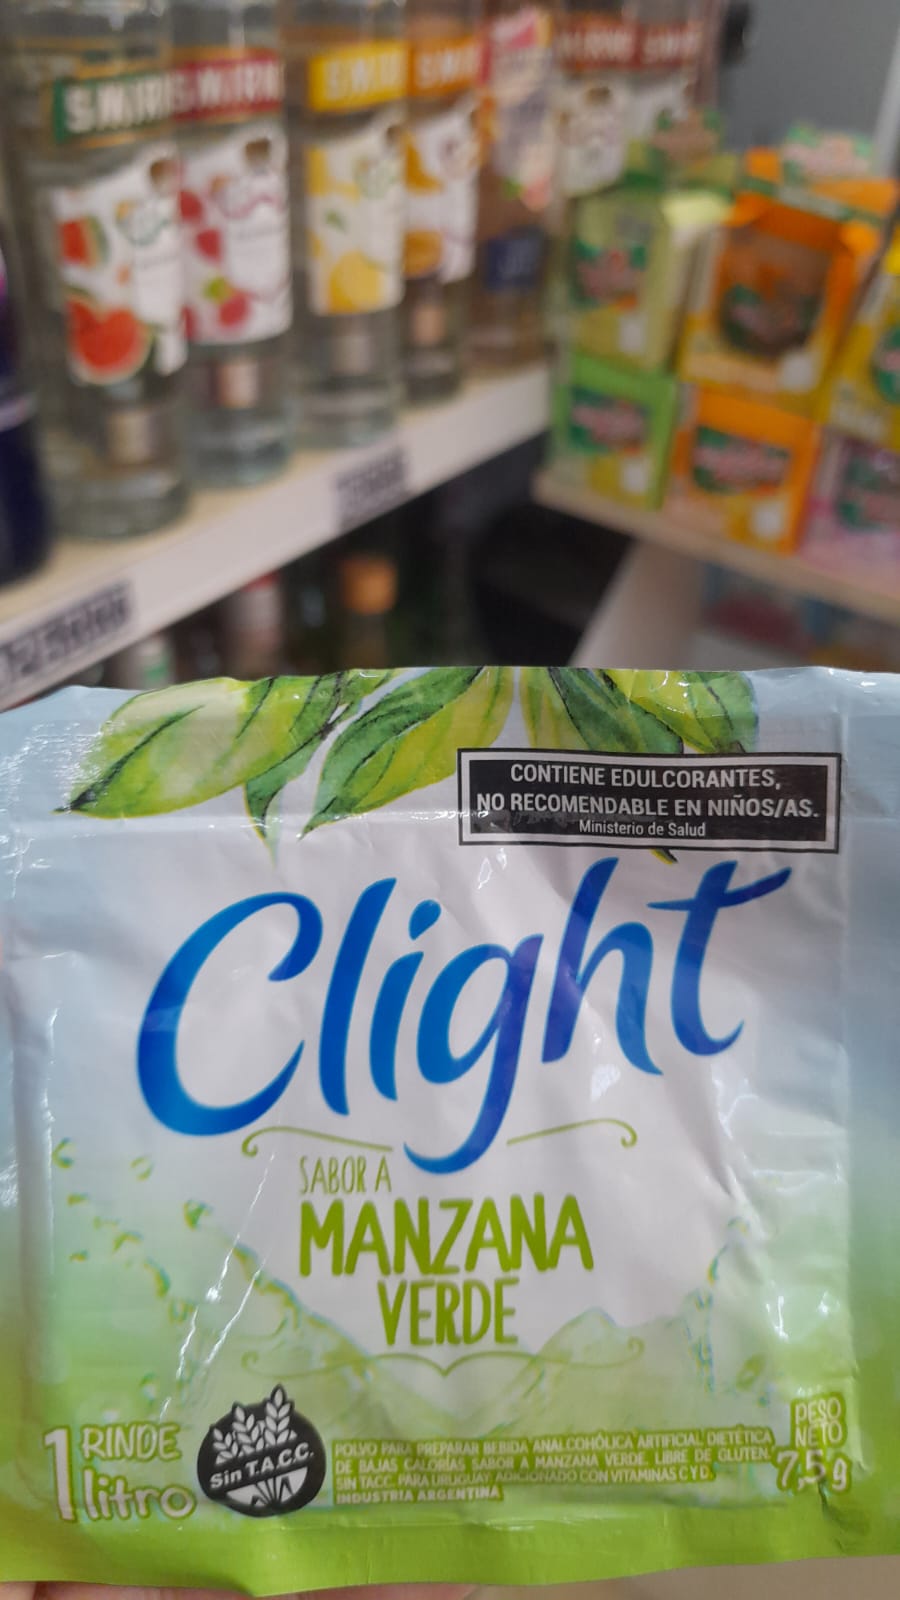 CONTIENE EDULCORANTES,
NO RECOMENDABLE EN NIÑOS/AS.
Ministerio de Salud
Clight
SABOR A
MANZANA
VERDE
1 RINDE
litro
Sin T.A.C.C.
POLVO PARA PREPARAR BEBIDA ANALCOHÓLICA ARTIFICIAL DIETÉTICA
DE BAJAS CALORÍAS SABOR A MANZANA VERDE. LIBRE DE GLUTEN.
SIN TACC. PARA URUGUAY: ADICIONADO CON VITAMINAS C Y D.
INDUSTRIA ARGENTINA
PESO
NETO
7,5 g